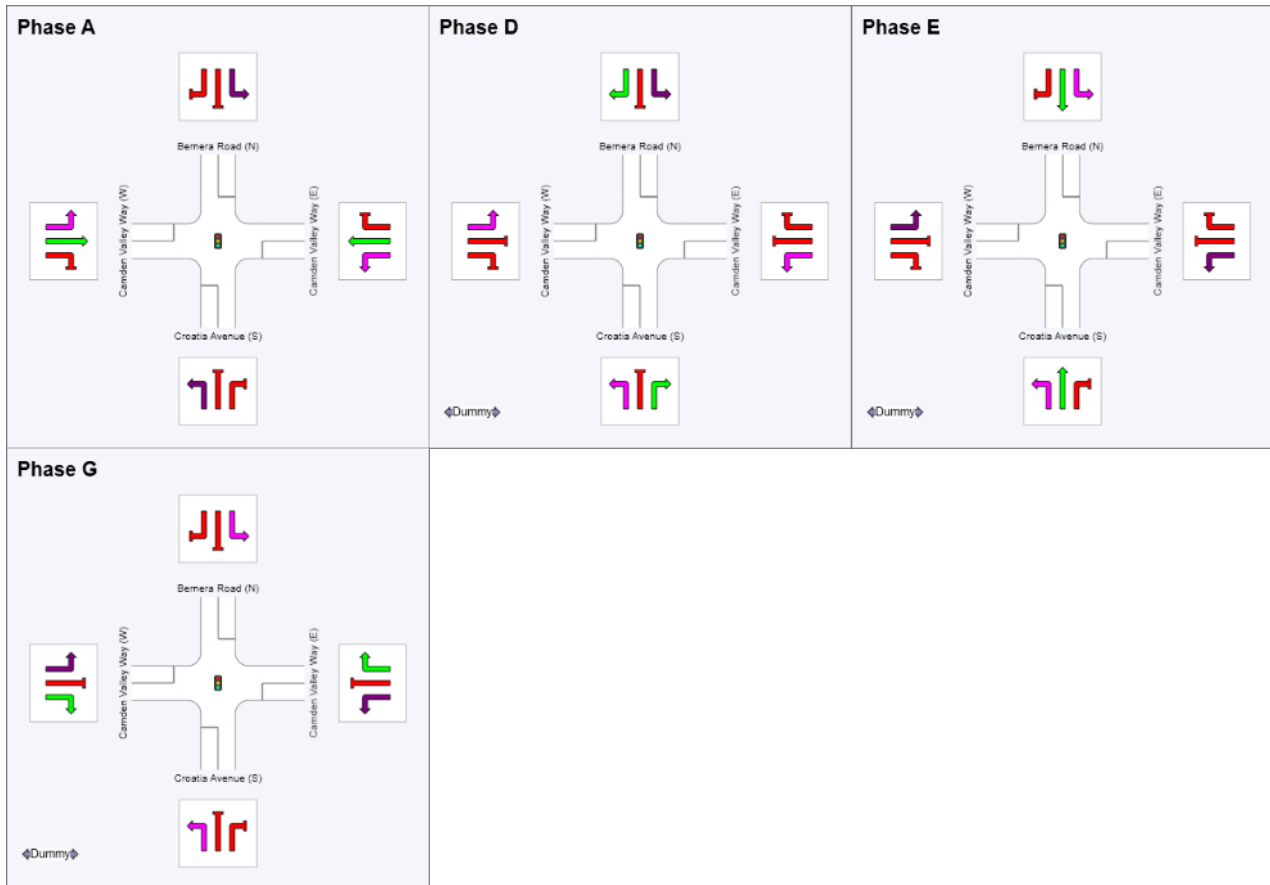 Phase A
Bernera Road (N)
Camden Valley Way (W)
Camden Valley Way (E)
Croatia Avenue (S)
Phase D
Bernera Road (N)
Camden Valley Way (W)
Camden Valley Way (E)
Croatia Avenue (S)
Dummy
Phase E
Bernera Road (N)
Camden Valley Way (W)
Camden Valley Way (E)
Croatia Avenue (S)
Dummy
Phase G
Bernera Road (N)
Camden Valley Way (W)
Camden Valley Way (E)
Croatia Avenue (S)
Dummy